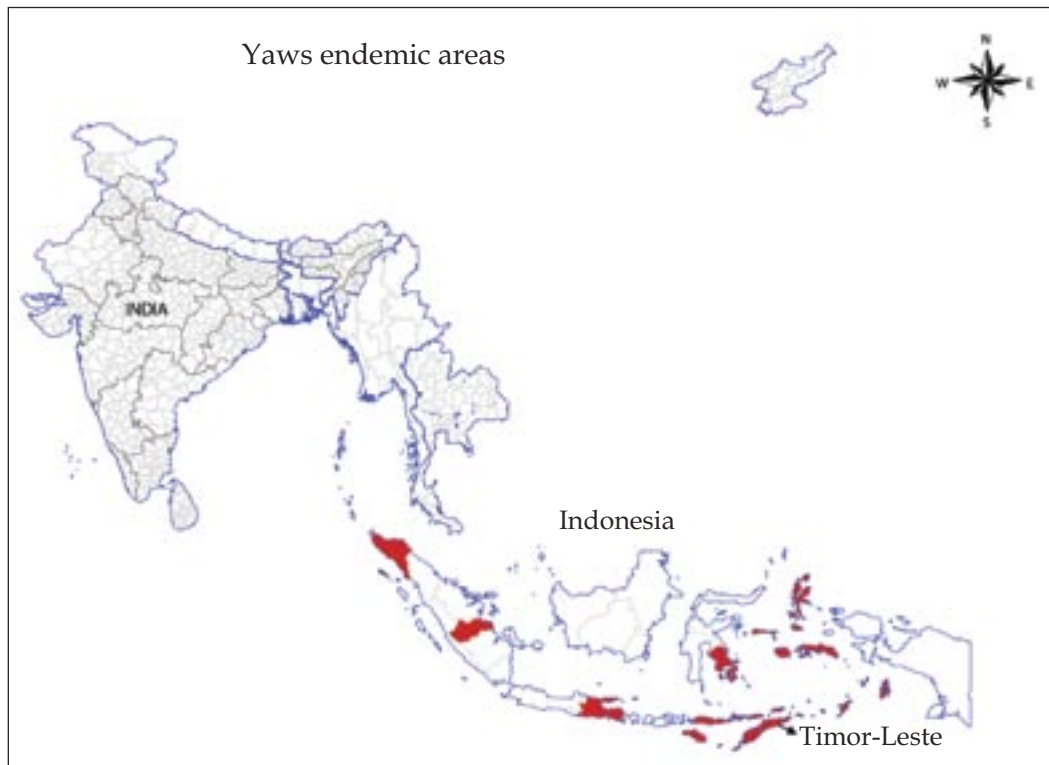 Yaws endemic areas
N
W E
S
INDIA
Indonesia
Timor-Leste